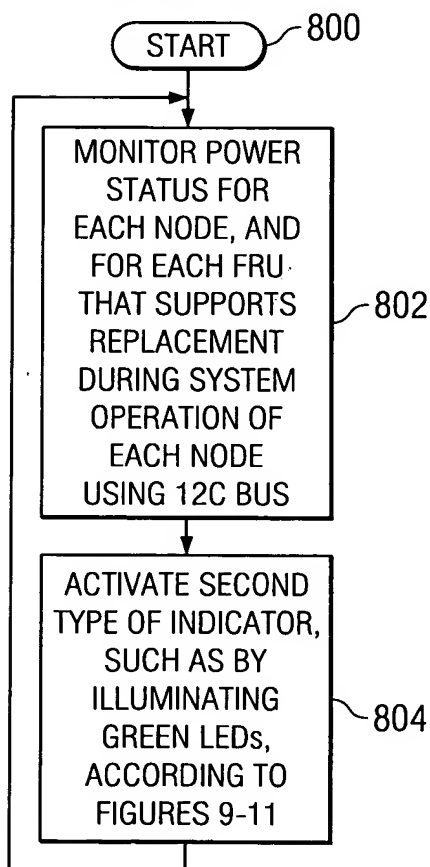 START
800
MONITOR POWER
STATUS FOR
EACH NODE, AND
FOR EACH FRU
THAT SUPPORTS
REPLACEMENT
DURING SYSTEM
OPERATION OF
EACH NODE
USING 12C BUS
802
ACTIVATE SECOND
TYPE OF INDICATOR,
SUCH AS BY
ILLUMINATING
GREEN LEDs,
ACCORDING TO
FIGURES 9-11
804